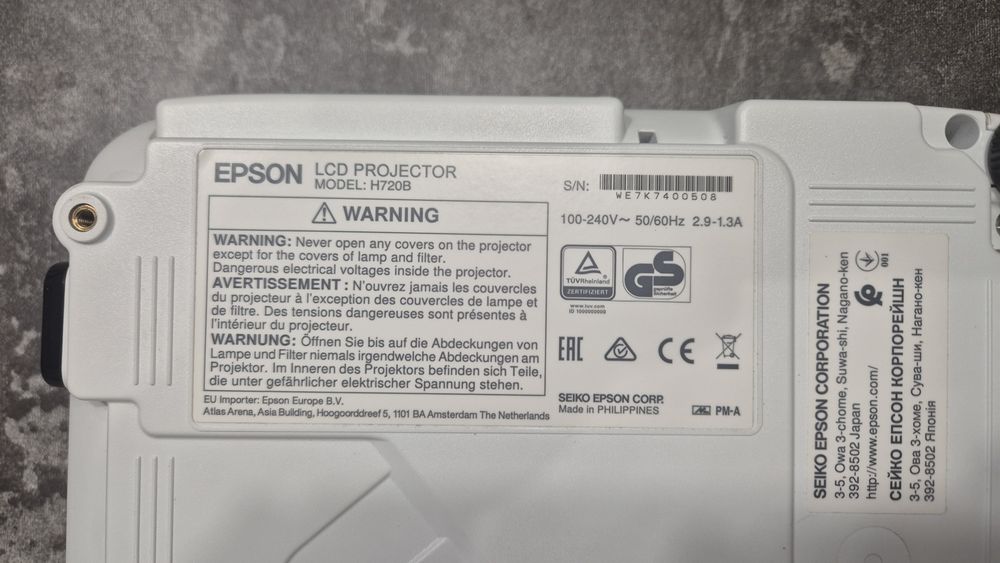 EPSON LCD PROJECTOR
MODEL: H720B
S/N:
WE7K7400508
100-240V~ 50/60Hz 2.9-1.3A
WARNING
WARNING: Never open any covers on the projector
except for the covers of lamp and filter.
Dangerous electrical voltages inside the projector.
AVERTISSEMENT : N'ouvrez jamais les couvercles
du projecteur à l'exception des couvercles de lampe et
de filtre. Des tensions dangereuses sont présentes à
l'intérieur du projecteur.
WARNUNG: Öffnen Sie bis auf die Abdeckungen von
Lampe und Filter niemals irgendwelche Abdeckungen am
Projektor. Im Inneren des Projektors befinden sich Teile,
die unter gefährlicher elektrischer Spannung stehen.
EU Importer: Epson Europe B.V.
Atlas Arena, Asia Building, Hoogoorddreef 5, 1101 BA Amsterdam The Netherlands
TÜVRheinland
ZERTIFIZIERT
www.tuv.com
ID 1000000000
GS
geprüfte
Sicherheit
EAC
CE
SEIKO EPSON CORP.
Made in PHILIPPINES
PM-A
SEIKO EPSON CORPORATION
3-5, Owa 3-chome, Suwa-shi, Nagano-ken
392-8502 Japan
http://www.epson.com/
001
СЕЙКО ЕПСОН КОРПОРЕЙШН
3-5, Ова 3-хоме, Сува-ши, Нагано-кен
392-8502 Японія